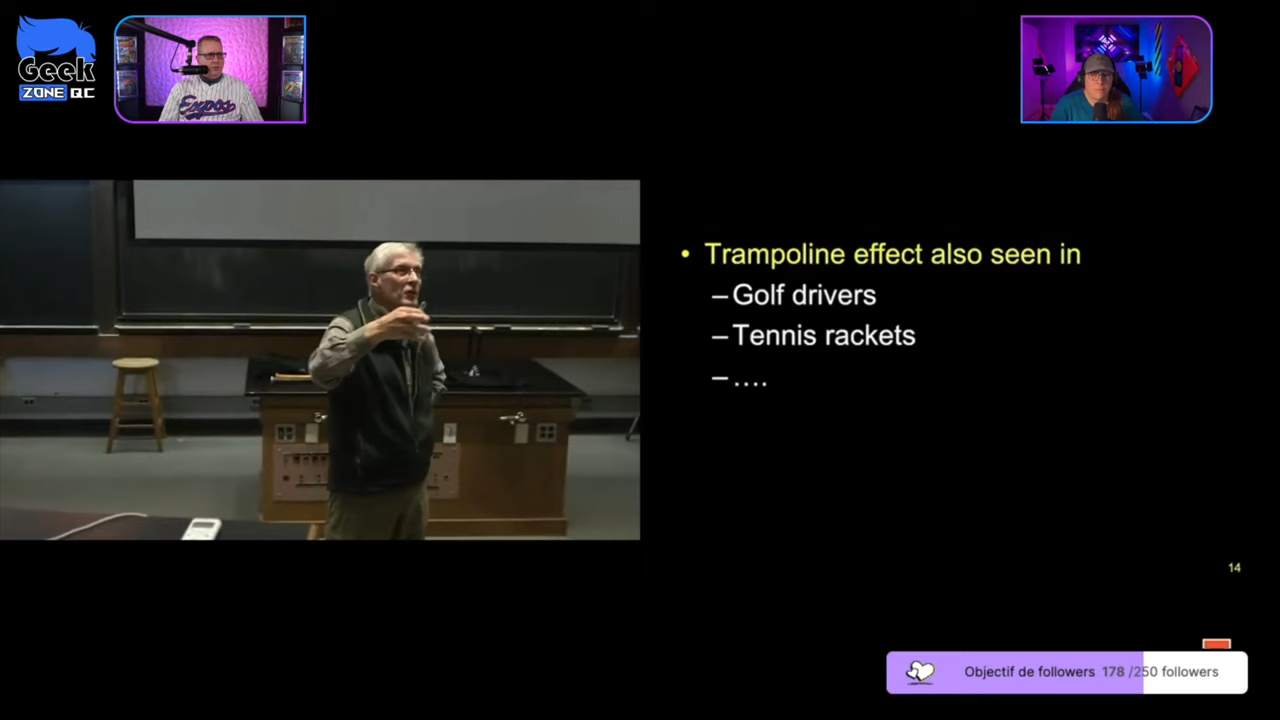 Geek
ZONE QC
Expos
• Trampoline effect also seen in
–Golf drivers
–Tennis rackets
–....
14
Objectif de followers 178 /250 followers